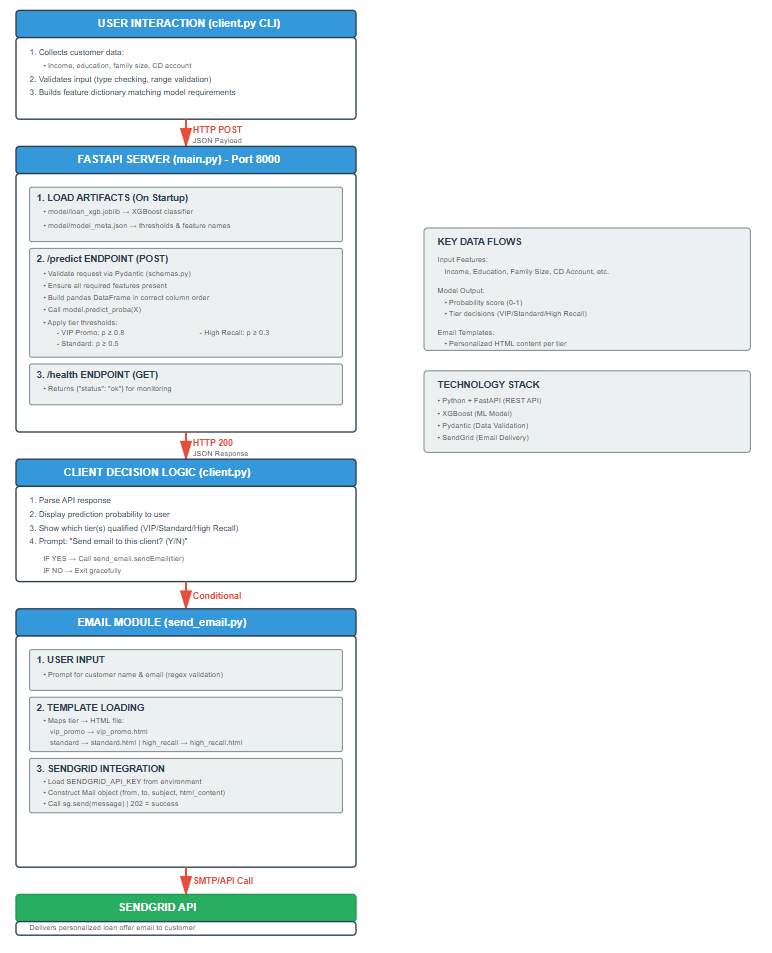 USER INTERACTION (client.py CLI)
1. Collects customer data:
• Income, education, family size, CD account
2. Validates input (type checking, range validation)
3. Builds feature dictionary matching model requirements
HTTP POST
JSON Payload
FASTAPI SERVER (main.py) - Port 8000
1. LOAD ARTIFACTS (On Startup)
• model/loan_xgb.joblib → XGBoost classifier
• model/model_meta.json → thresholds & feature names
2. /predict ENDPOINT (POST)
• Validate request via Pydantic (schemas.py)
• Ensure all required features present
• Build pandas DataFrame in correct column order
• Call model.predict_proba(X)
• Apply tier thresholds:
- VIP Promo: p ≥ 0.8
- High Recall: p ≥ 0.3
- Standard: p ≥ 0.5
3. /health ENDPOINT (GET)
• Returns {"status": "ok"} for monitoring
HTTP 200
JSON Response
CLIENT DECISION LOGIC (client.py)
1. Parse API response
2. Display prediction probability to user
3. Show which tier(s) qualified (VIP/Standard/High Recall)
4. Prompt: "Send email to this client? (Y/N)"
IF YES → Call send_email.sendEmail(tier)
IF NO → Exit gracefully
Conditional
EMAIL MODULE (send_email.py)
1. USER INPUT
• Prompt for customer name & email (regex validation)
2. TEMPLATE LOADING
• Maps tier → HTML file:
vip_promo → vip_promo.html
standard → standard.html | high_recall → high_recall.html
3. SENDGRID INTEGRATION
• Load SENDGRID_API_KEY from environment
• Construct Mail object (from, to, subject, html_content)
• Call sg.send(message) | 202 = success
SMTP/API Call
SENDGRID API
Delivers personalized loan offer email to customer
KEY DATA FLOWS
Input Features:
Income, Education, Family Size, CD Account, etc.
Model Output:
• Probability score (0-1)
• Tier decisions (VIP/Standard/High Recall)
Email Templates:
• Personalized HTML content per tier
TECHNOLOGY STACK
• Python + FastAPI (REST API)
• XGBoost (ML Model)
• Pydantic (Data Validation)
• SendGrid (Email Delivery)